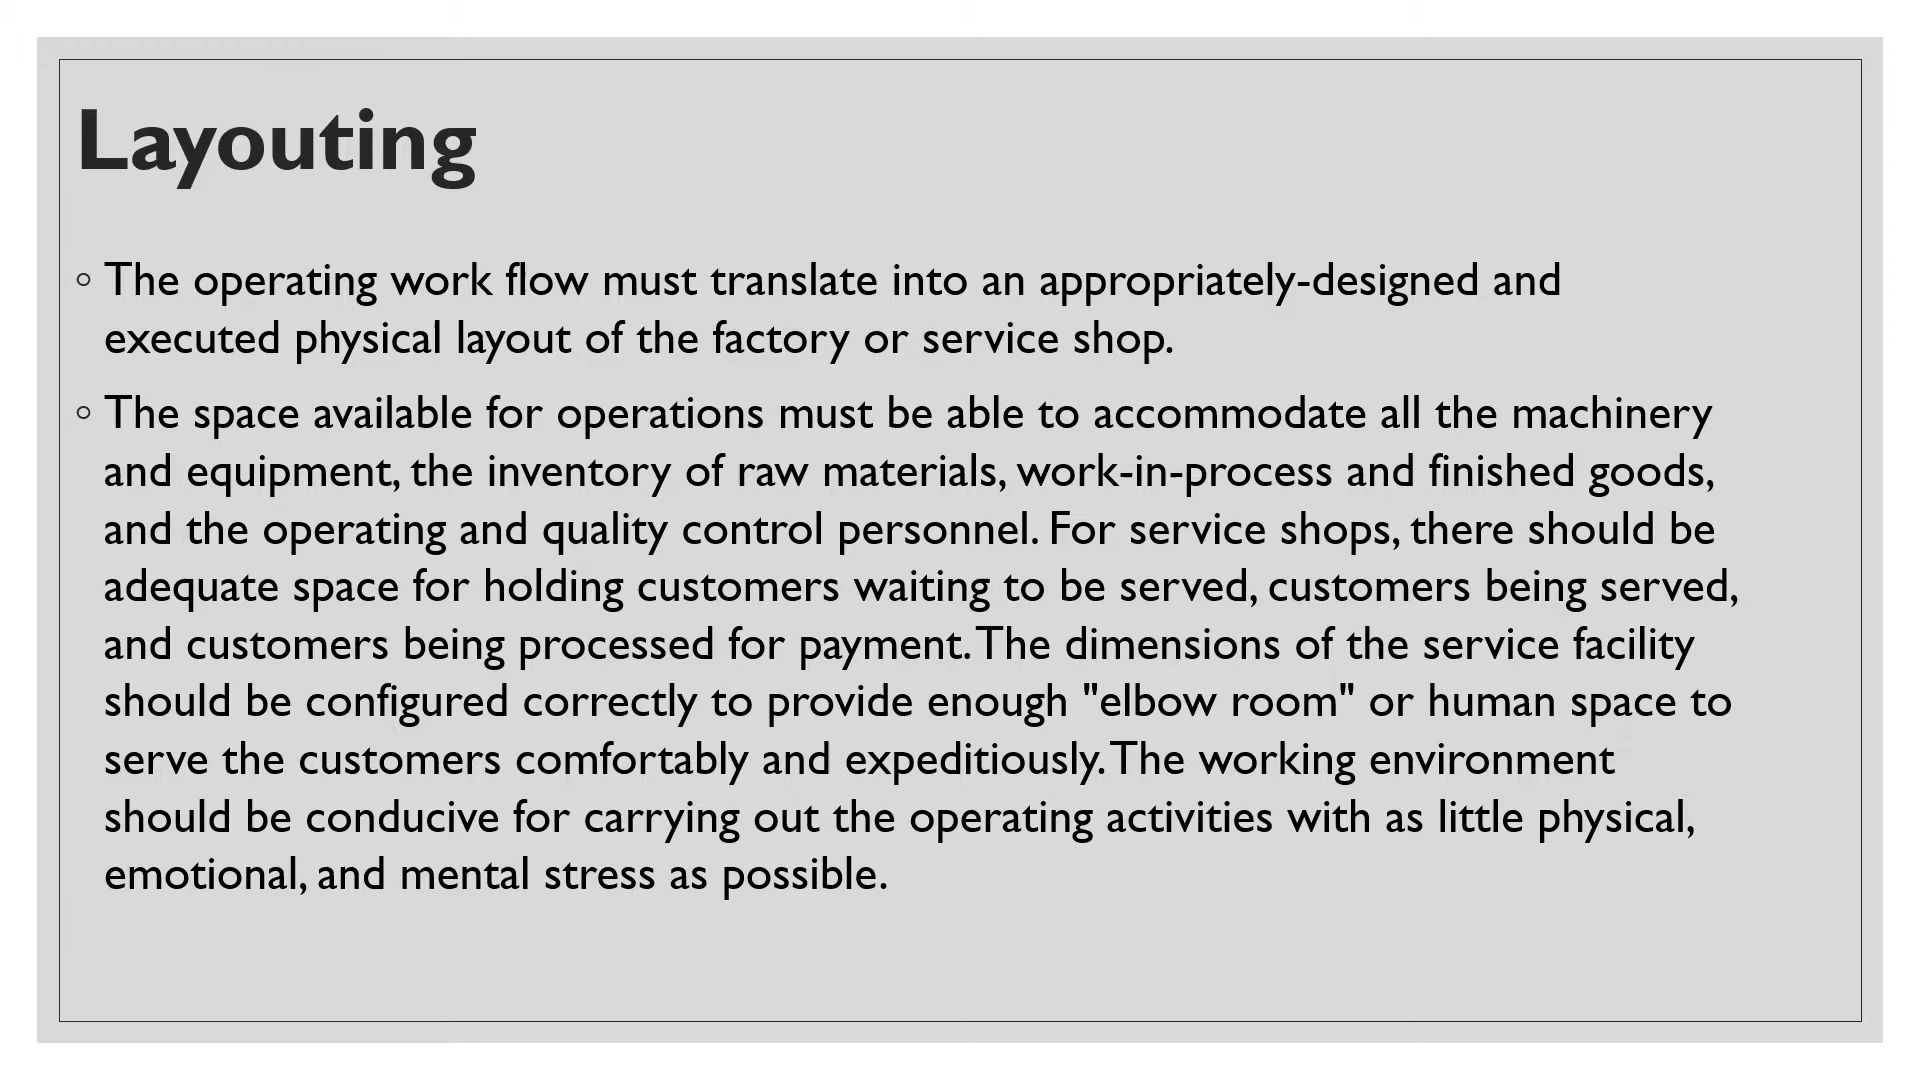 Layouting
◦ The operating work flow must translate into an appropriately-designed and
executed physical layout of the factory or service shop.
◦ The space available for operations must be able to accommodate all the machinery
and equipment, the inventory of raw materials, work-in-process and finished goods,
and the operating and quality control personnel. For service shops, there should be
adequate space for holding customers waiting to be served, customers being served,
and customers being processed for payment. The dimensions of the service facility
should be configured correctly to provide enough "elbow room" or human space to
serve the customers comfortably and expeditiously. The working environment
should be conducive for carrying out the operating activities with as little physical,
emotional, and mental stress as possible.